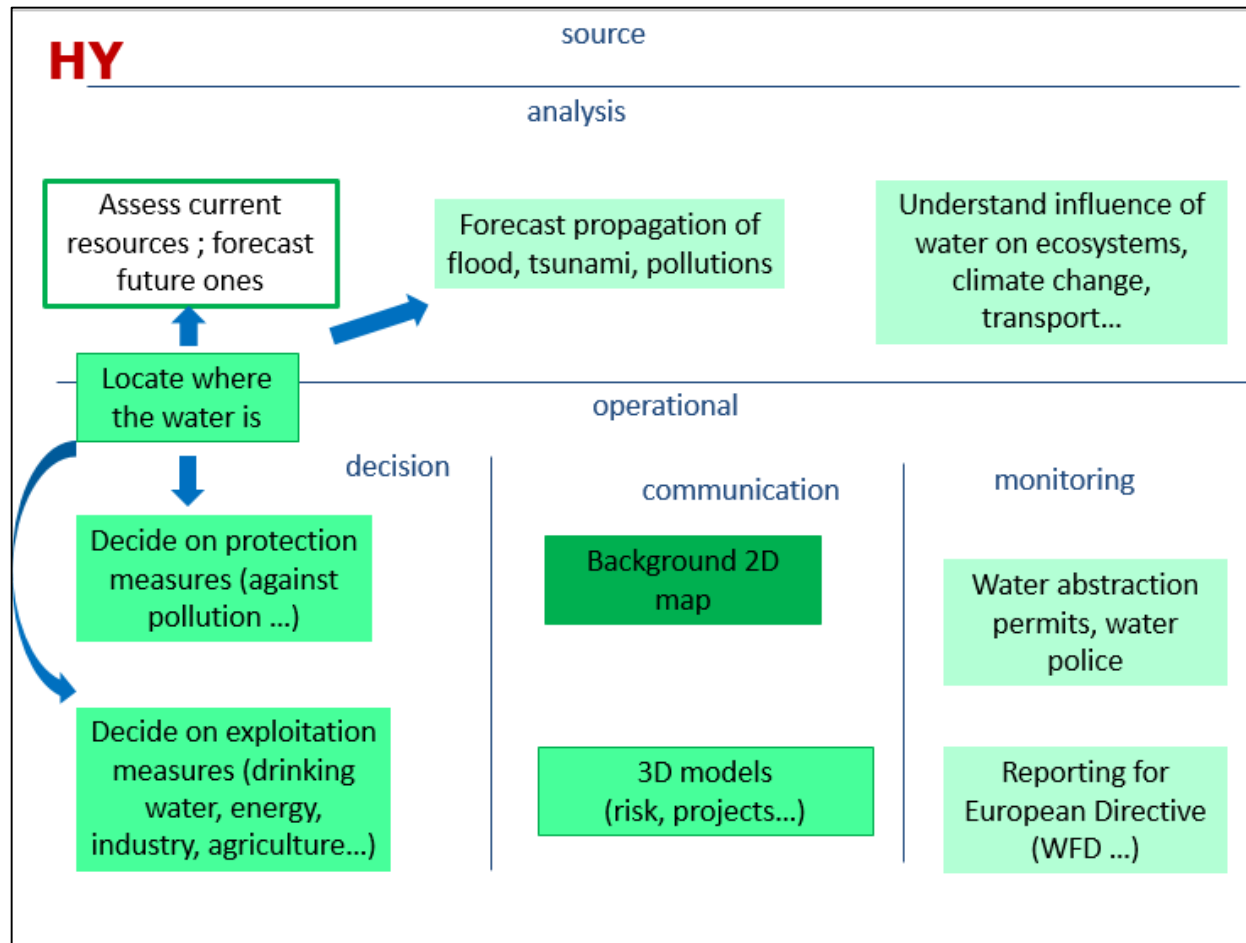 HY
source
analysis
Assess current
resources ; forecast
future ones
Forecast propagation of
flood, tsunami, pollutions
Understand influence of
water on ecosystems,
climate change,
transport...
Locate where
the water is
operational
decision
communication
monitoring
Decide on protection
measures (against
pollution ...)
Background 2D
map
Water abstraction
permits, water
police
Decide on exploitation
measures (drinking
water, energy,
industry, agriculture...)
3D models
(risk, projects...)
Reporting for
European Directive
(WFD ...)